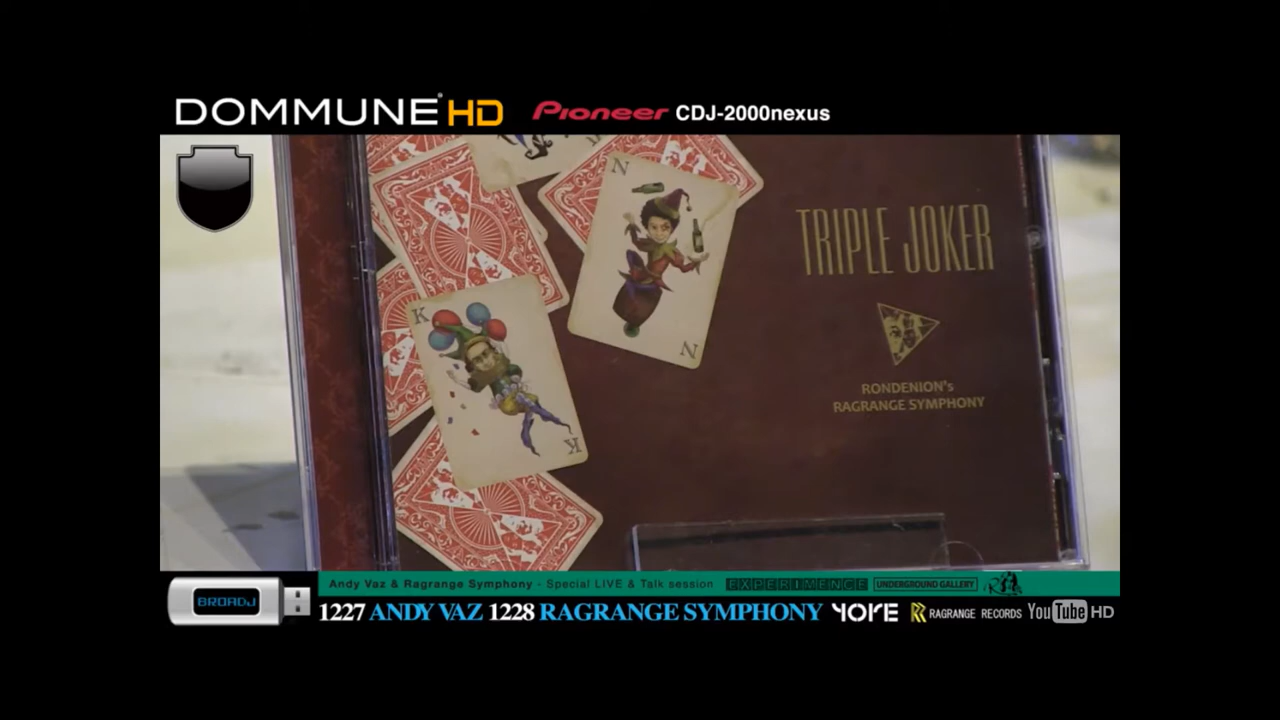 DOMMUNE HD
Pioneer CDJ-2000nexus
N
N
K
K
TRIPLE JOKER
RONDENION's
RAGRANGE SYMPHONY
BROADJ
Andy Vaz & Ragrange Symphony - Special LIVE & Talk session EXPERIMENCE UNDERGROUND GALLERY
1227 ANDY VAZ 1228 RAGRANGE SYMPHONY YORE RAGRANGE RECORDS YouTube HD